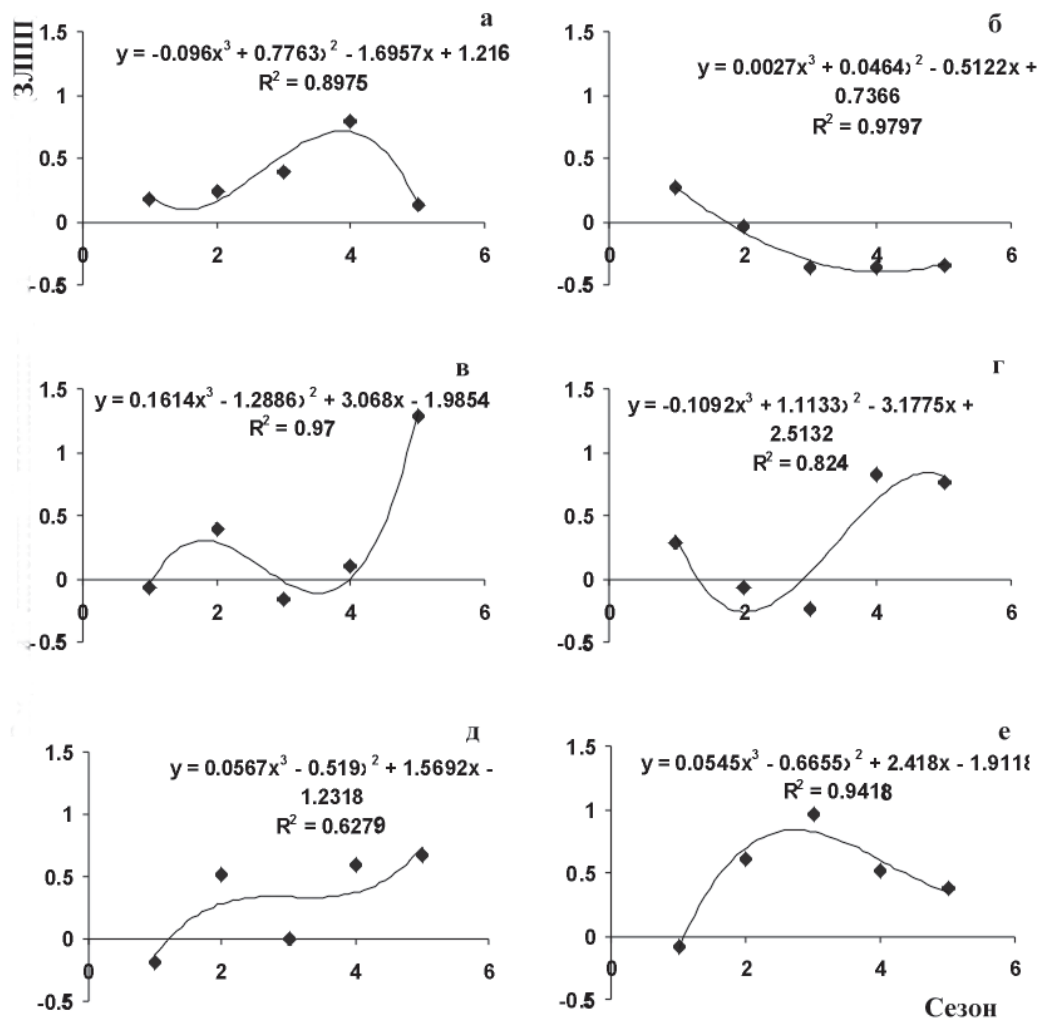 ЗЛПП
а
1.5
y = -0.096x³ + 0.7763x² - 1.6957x + 1.216
R² = 0.8975
1
0.5
0
0 2 4 6
-0.5
б
1.5
y = 0.0027x³ + 0.0464x² - 0.5122x +
0.7366
R² = 0.9797
1
0.5
0
0 2 4 6
-0.5
в
1.5
y = 0.1614x³ - 1.2886x² + 3.068x - 1.9854
R² = 0.97
1
0.5
0
0 2 4 6
-0.5
г
1.5
y = -0.1092x³ + 1.1133x² - 3.1775x +
2.5132
R² = 0.824
1
0.5
0
0 2 4 6
-0.5
д
1.5
y = 0.0567x³ - 0.519x² + 1.5692x -
1.2318
R² = 0.6279
1
0.5
0
0 2 4 6
-0.5
е
1.5
y = 0.0545x³ - 0.6655x² + 2.418x - 1.9118
R² = 0.9418
1
0.5
0
0 2 4 6
-0.5
Сезон